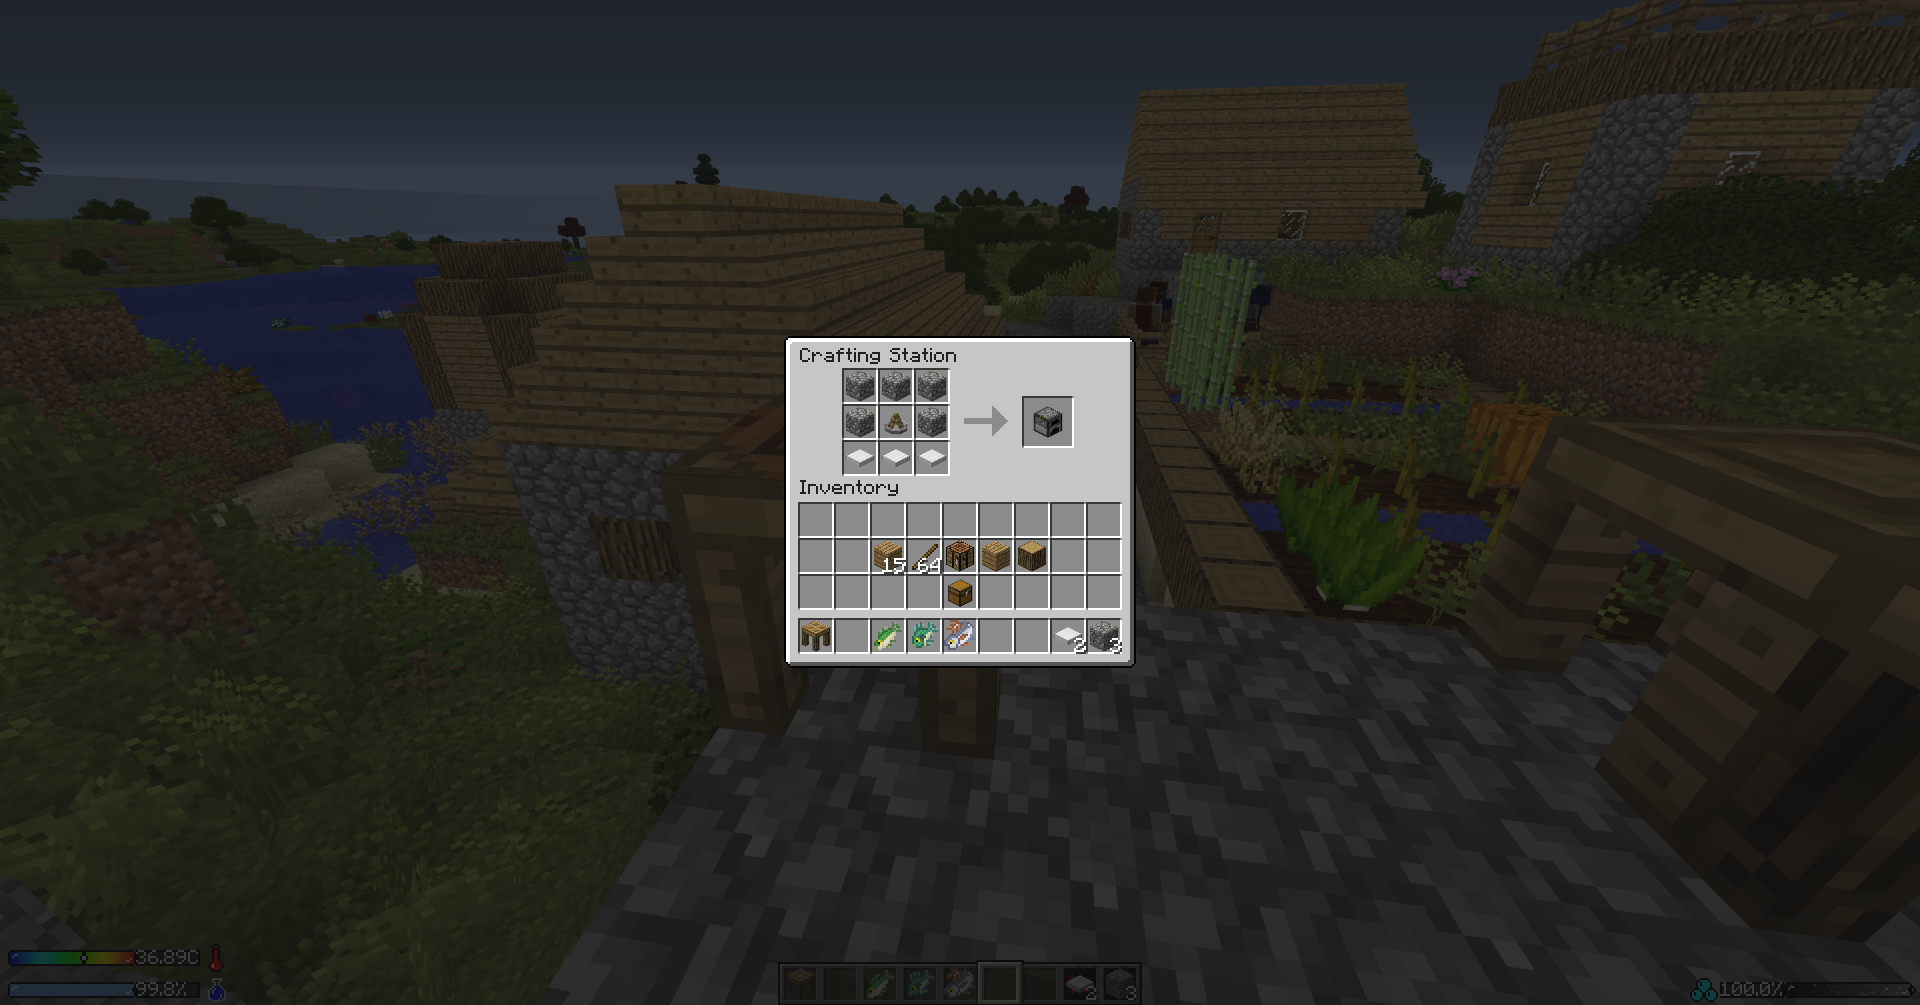 Crafting Station
Inventory
15 64
2 3
36.89C
99.8%
100.0%
2 3